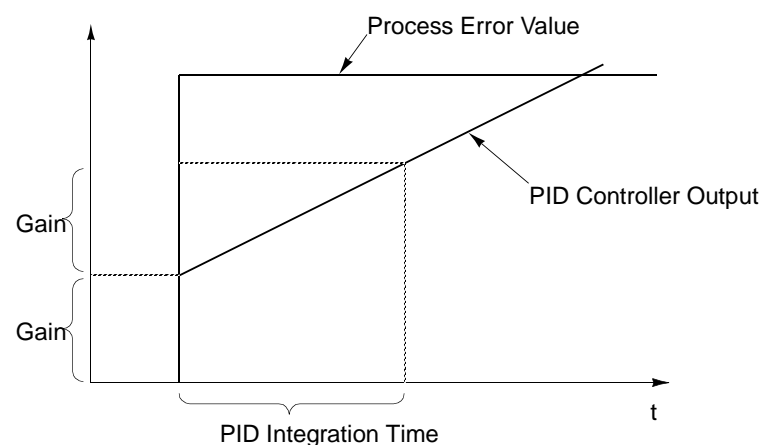 Process Error Value
PID Controller Output
Gain
Gain
t
PID Integration Time